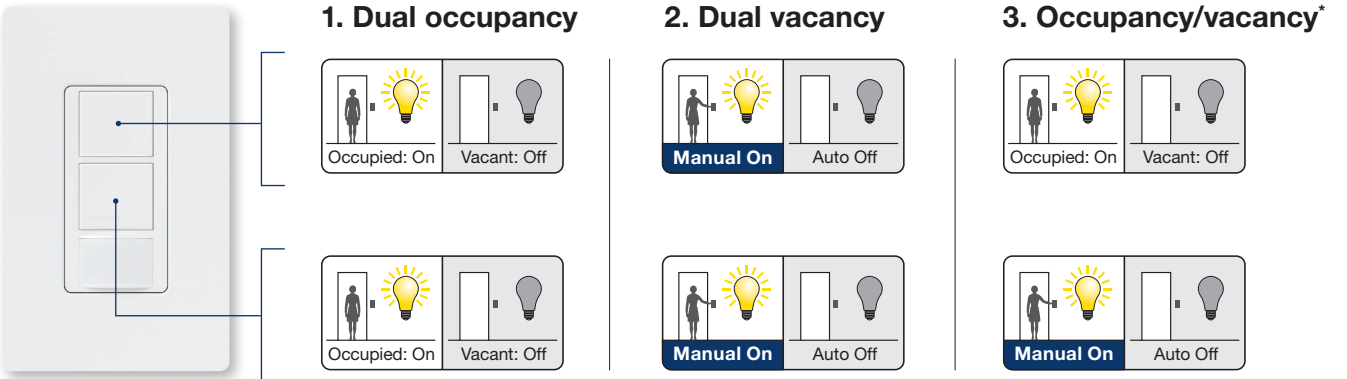 1. Dual occupancy
2. Dual vacancy
3. Occupancy/vacancy*
Occupied: On
Vacant: Off
Manual On
Auto Off
Occupied: On
Vacant: Off
Occupied: On
Vacant: Off
Manual On
Auto Off
Manual On
Auto Off